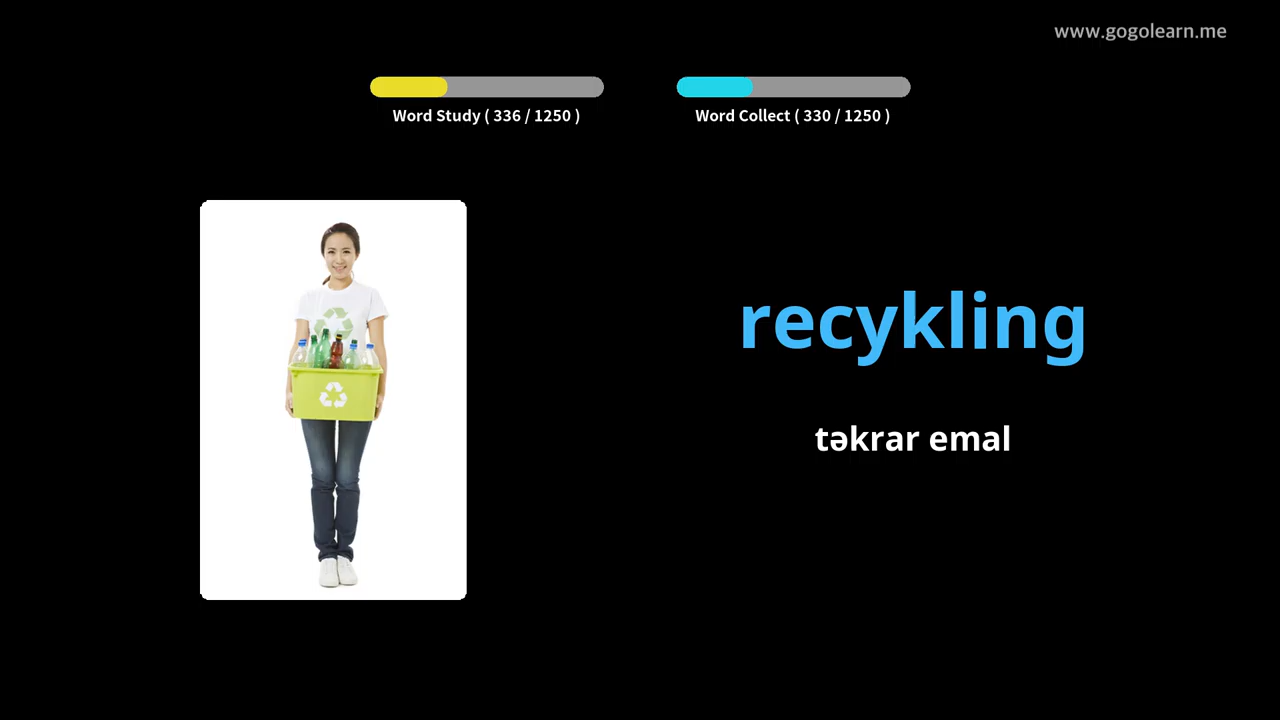 www.gogolearn.me
Word Study ( 336 / 1250 )
Word Collect ( 330 / 1250 )
recykling
təkrar emal